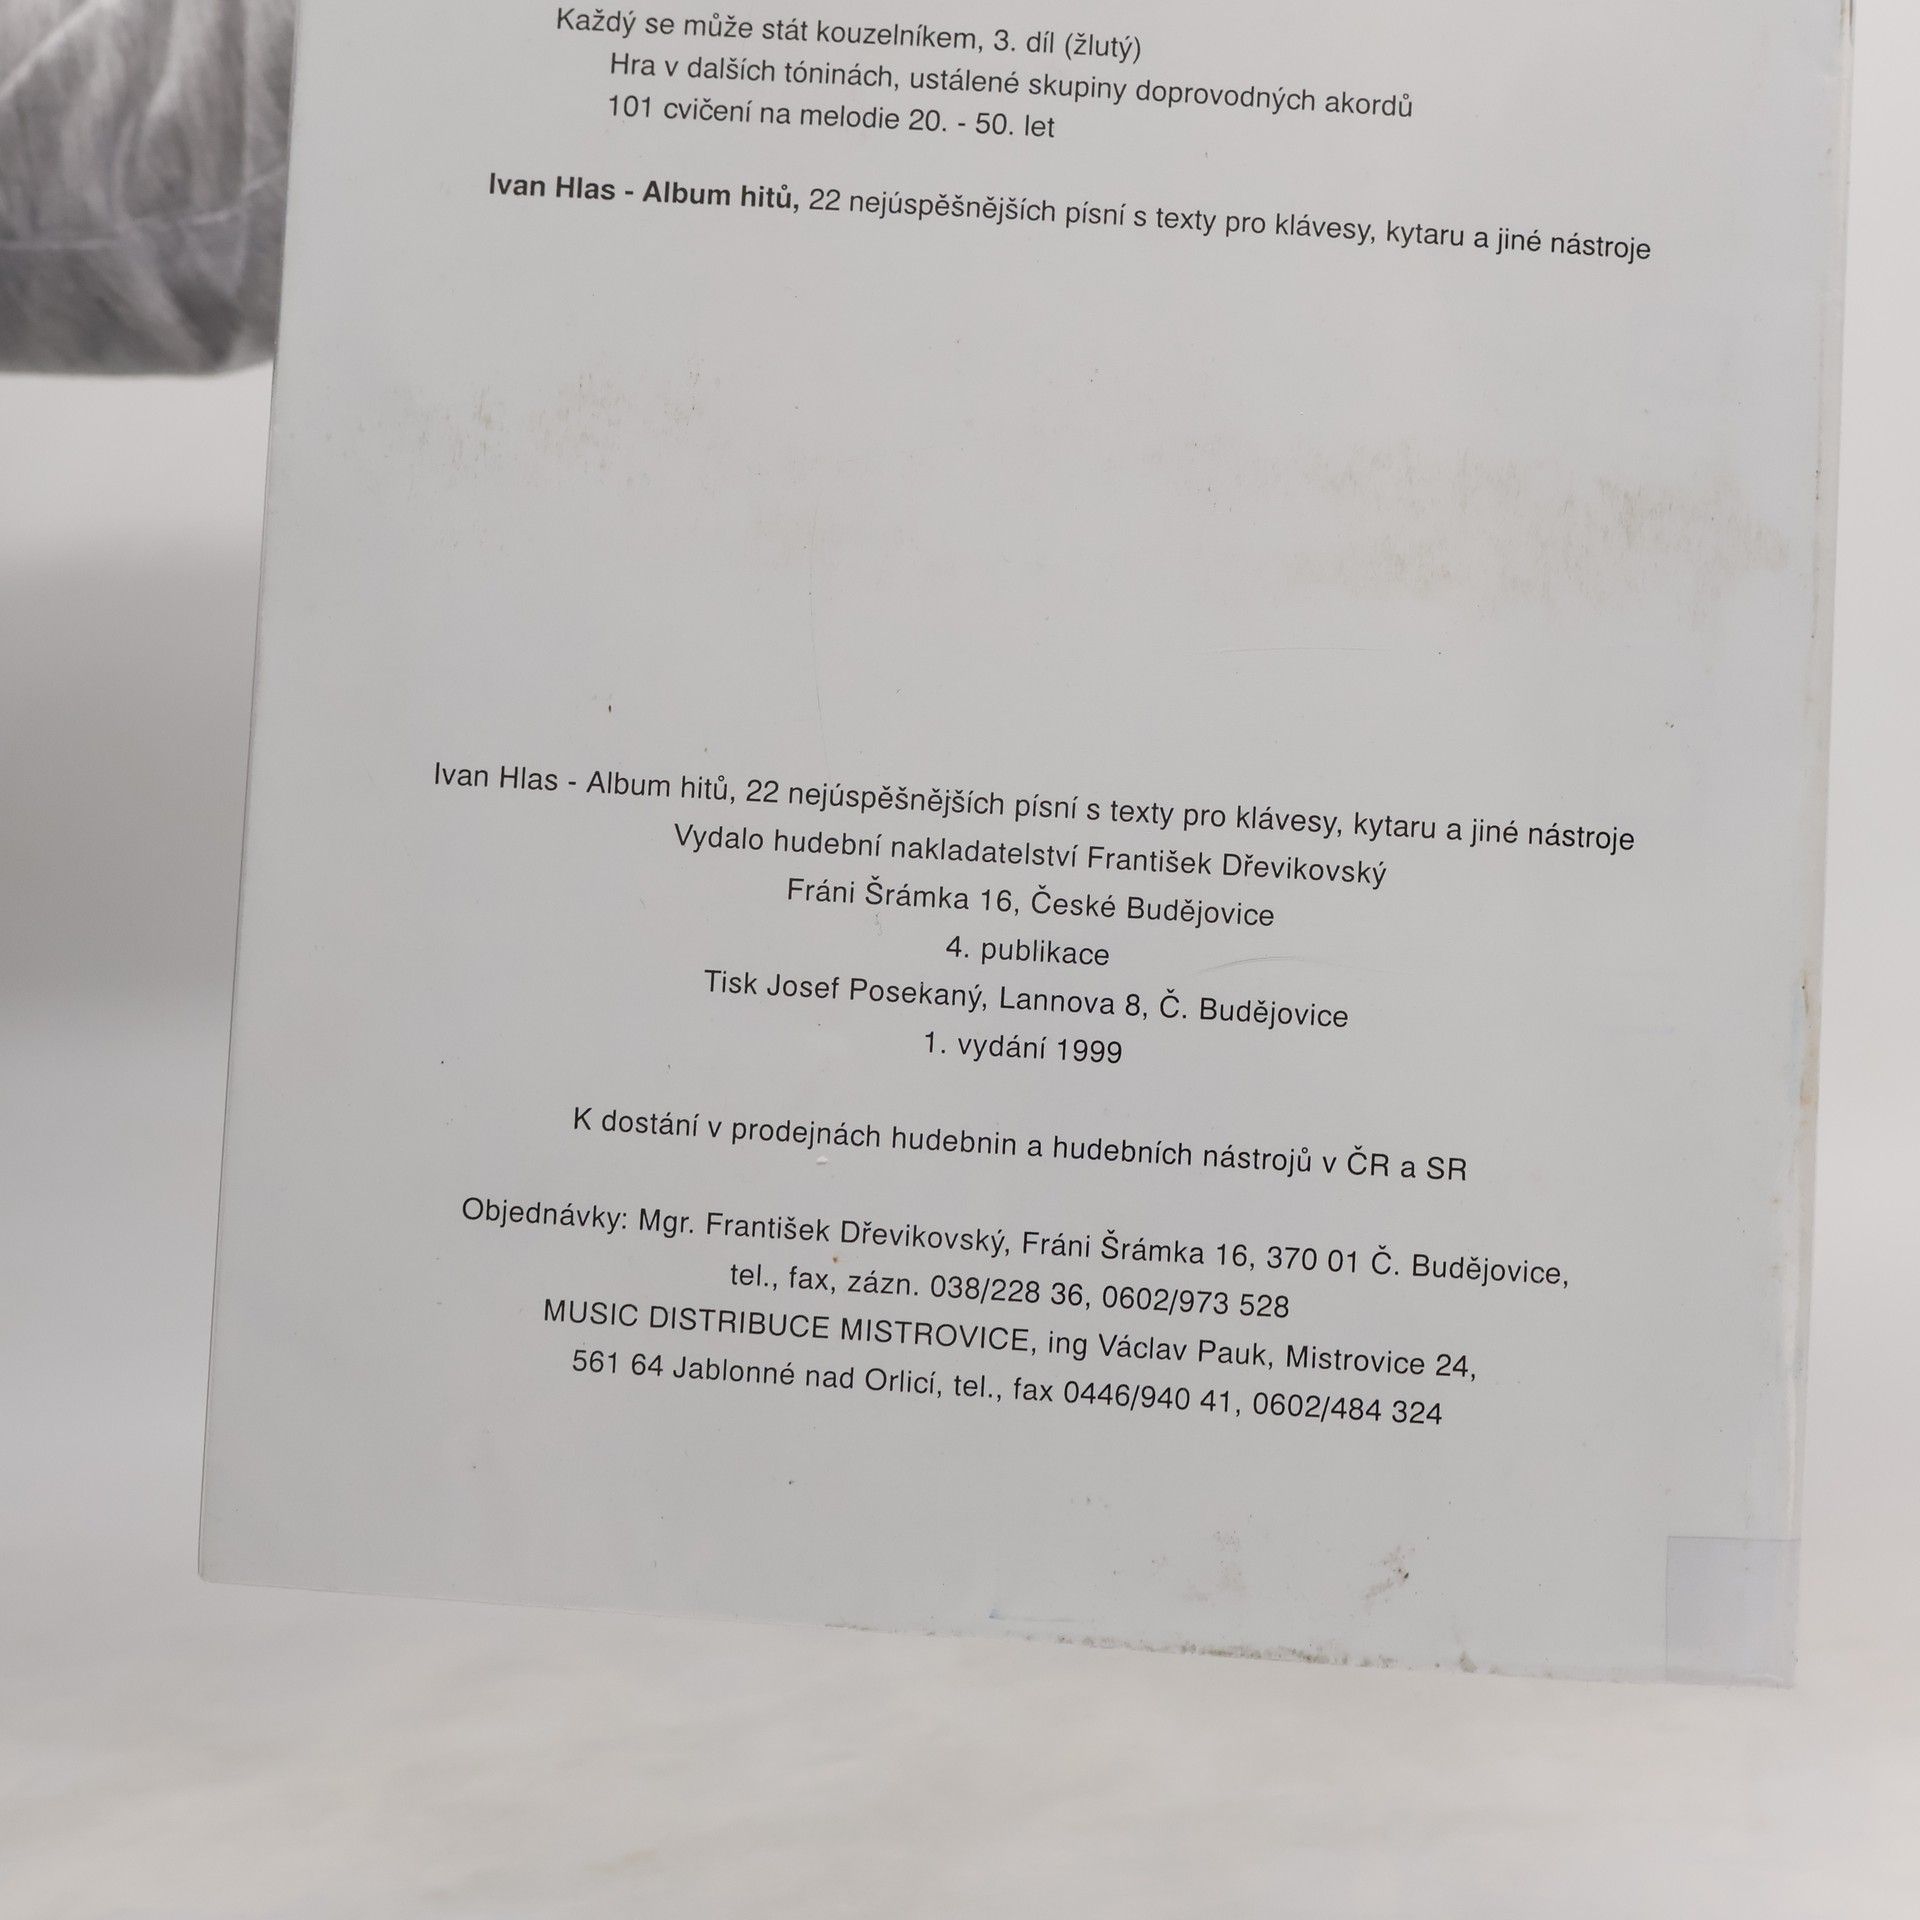 Každý se může stát kouzelníkem, 3. díl (žlutý)
Hra v dalších tóninách, ustálené skupiny doprovodných akordů
101 cvičení na melodie 20. - 50. let
Ivan Hlas - Album hitů, 22 nejúspěšnějších písní s texty pro klávesy, kytaru a jiné nástroje
Ivan Hlas - Album hitů, 22 nejúspěšnějších písní s texty pro klávesy, kytaru a jiné nástroje
Vydalo hudební nakladatelství František Dřevikovský
Fráni Šrámka 16, České Budějovice
4. publikace
Tisk Josef Posekaný, Lannova 8, Č. Budějovice
1. vydání 1999
K dostání v prodejnách hudebnin a hudebních nástrojů v ČR a SR
Objednávky: Mgr. František Dřevikovský, Fráni Šrámka 16, 370 01 Č. Budějovice,
tel., fax, zázn. 038/228 36, 0602/973 528
MUSIC DISTRIBUCE MISTROVICE, ing Václav Pauk, Mistrovice 24,
561 64 Jablonné nad Orlicí, tel., fax 0446/940 41, 0602/484 324